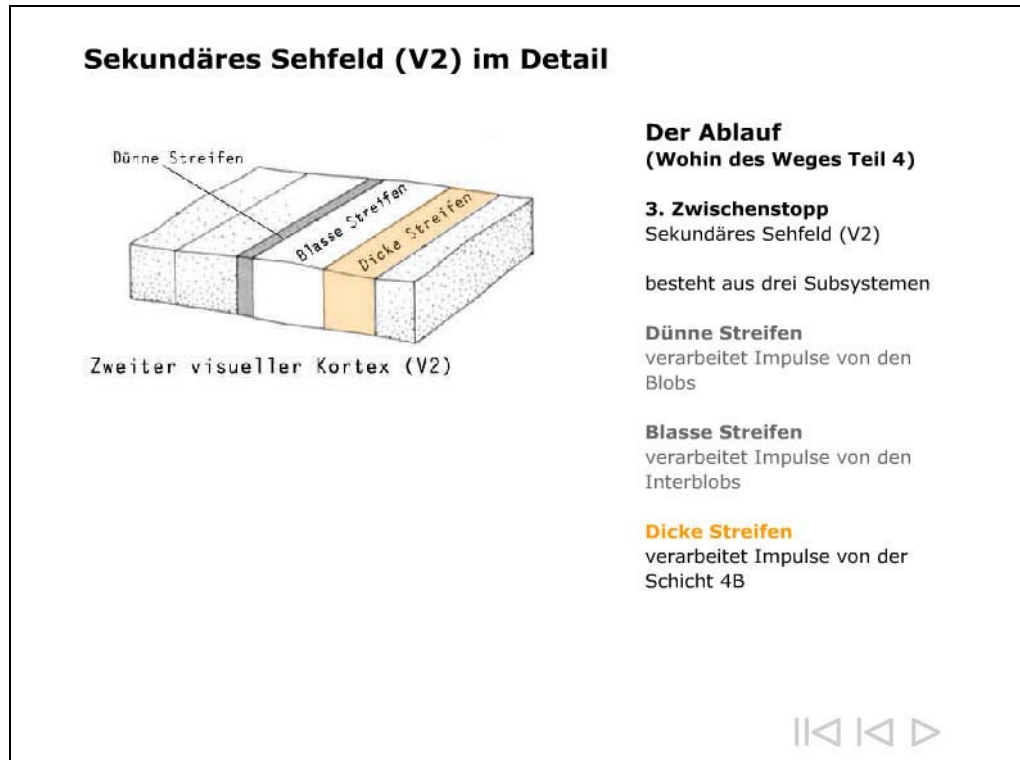 Sekundäres Sehfeld (V2) im Detail
Dünne Streifen
Blasse Streifen
Dicke Streifen
Zweiter visueller Kortex (V2)
Der Ablauf
(Wohin des Weges Teil 4)
3. Zwischenstopp
Sekundäres Sehfeld (V2)
besteht aus drei Subsystemen
Dünne Streifen
verarbeitet Impulse von den
Blobs
Blasse Streifen
verarbeitet Impulse von den
Interblobs
Dicke Streifen
verarbeitet Impulse von der
Schicht 4B